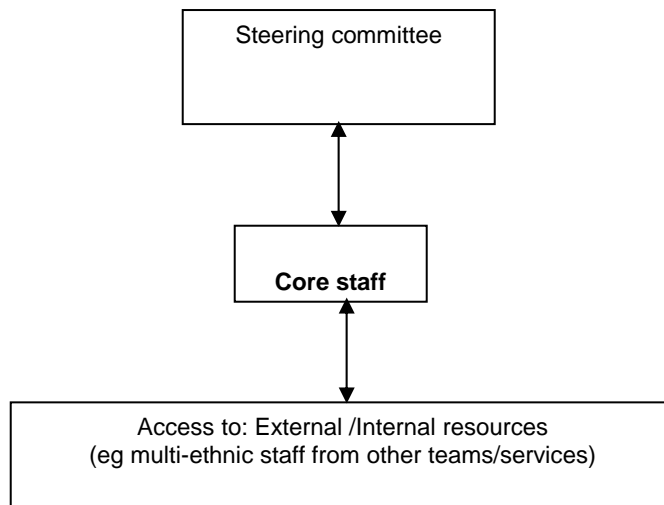 Steering committee
Core staff
Access to: External /Internal resources
(eg multi-ethnic staff from other teams/services)